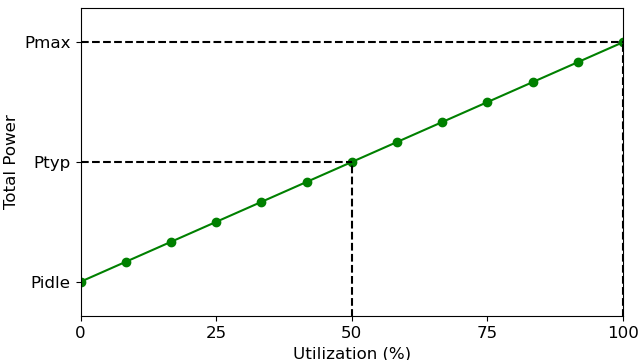 Pmax
Ptyp
Pidle
Total Power
0 25 50 75 100
Utilization (%)